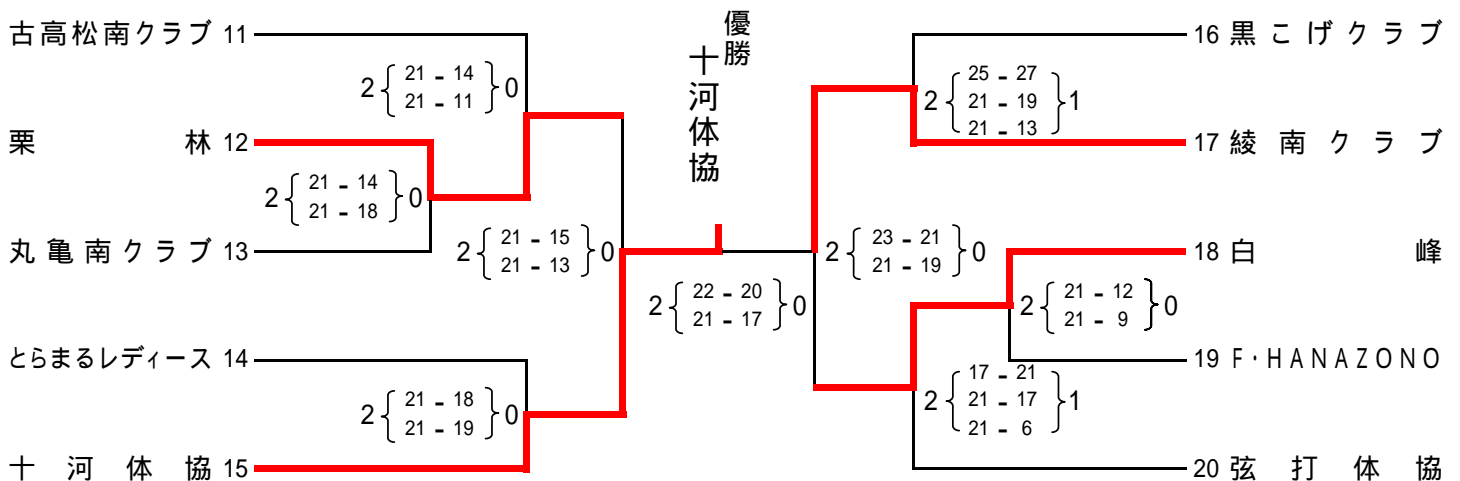 優勝
十河体協
古高松南クラブ 11
2 { 21 - 14 } 0
21 - 11
栗林 12
2 { 21 - 14 } 0
21 - 18
丸亀南クラブ 13
2 { 21 - 15 } 0
21 - 13
とらまるレディース 14
2 { 21 - 18 } 0
21 - 19
十河体協 15
2 { 22 - 20 } 0
21 - 17
16 黒こげクラブ
2 { 25 - 27 } 1
21 - 19
21 - 13
17 綾南クラブ
2 { 23 - 21 } 0
21 - 19
18 白峰
2 { 21 - 12 } 0
21 - 9
19 F・HANAZONO
2 { 17 - 21 } 1
21 - 17
21 - 6
20 弦打体協